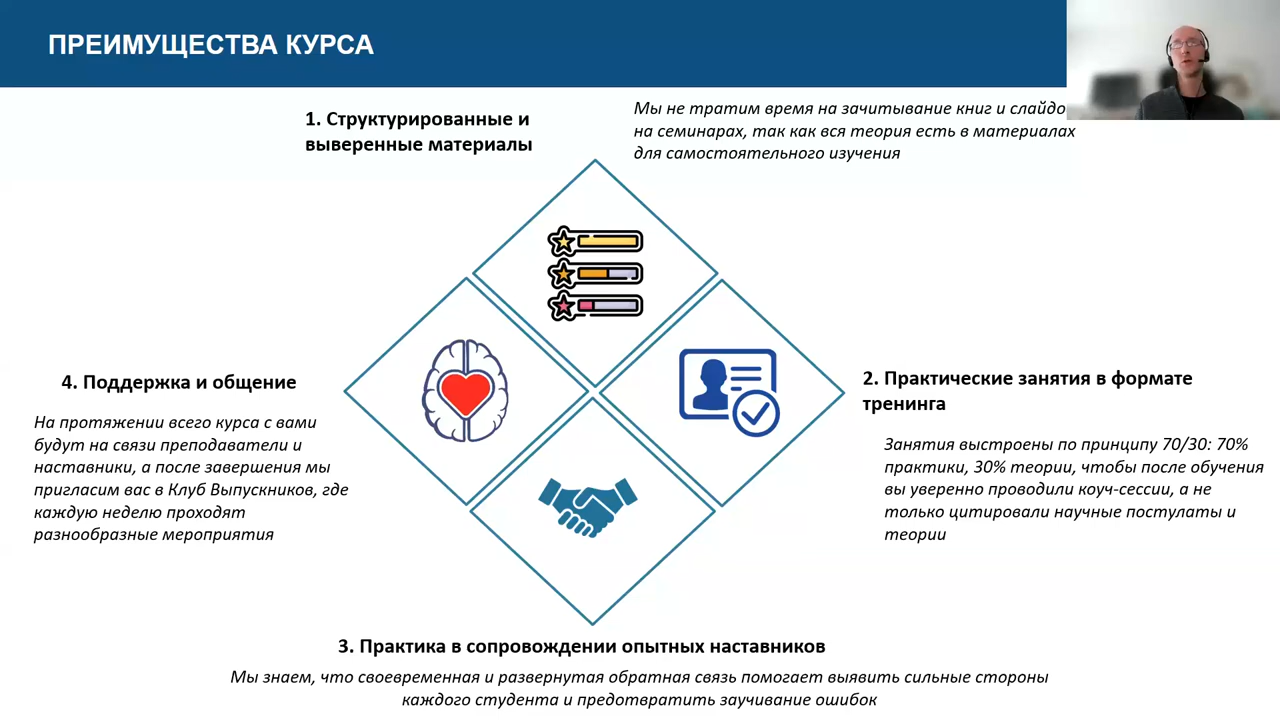 ПРЕИМУЩЕСТВА КУРСА
1. Структурированные и
выверенные материалы
Мы не тратим время на зачитывание книг и слайдо
на семинарах, так как вся теория есть в материалах
для самостоятельного изучения
2. Практические занятия в формате
тренинга
Занятия выстроены по принципу 70/30: 70%
практики, 30% теории, чтобы после обучения
вы уверенно проводили коуч-сессии, а не
только цитировали научные постулаты и
теории
3. Практика в сопровождении опытных наставников
Мы знаем, что своевременная и развернутая обратная связь помогает выявить сильные стороны
каждого студента и предотвратить заучивание ошибок
4. Поддержка и общение
На протяжении всего курса с вами
будут на связи преподаватели и
наставники, а после завершения мы
пригласим вас в Клуб Выпускников, где
каждую неделю проходят
разнообразные мероприятия